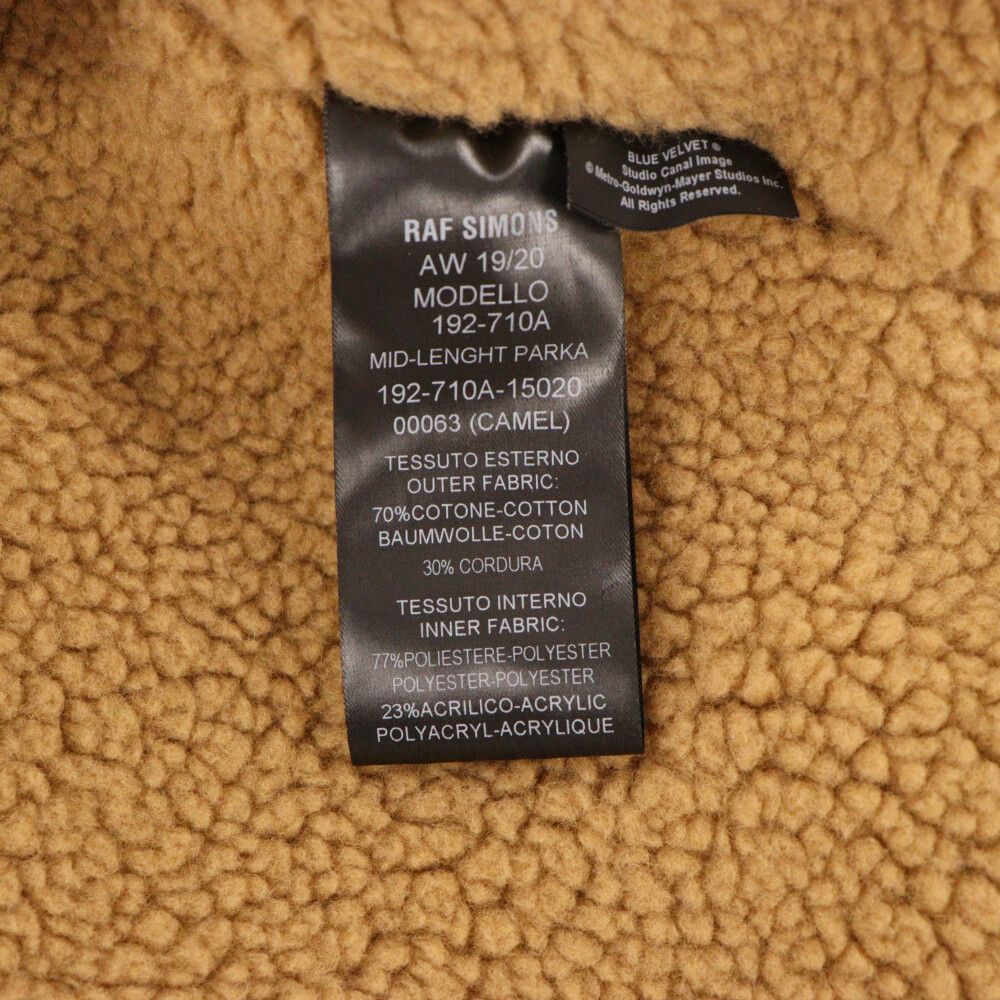 BLUE VELVET ®
Studio Canal Image
© Metro-Goldwyn-Mayer Studios Inc.
All Rights Reserved.
RAF SIMONS
AW 19/20
MODELLO
192-710A
MID-LENGHT PARKA
192-710A-15020
00063 (CAMEL)
TESSUTO ESTERNO
OUTER FABRIC:
70%COTONE-COTTON
BAUMWOLLE-COTON
30% CORDURA
TESSUTO INTERNO
INNER FABRIC:
77%POLIESTERE-POLYESTER
POLYESTER-POLYESTER
23%ACRILICO-ACRYLIC
POLYACRYL-ACRYLIQUE